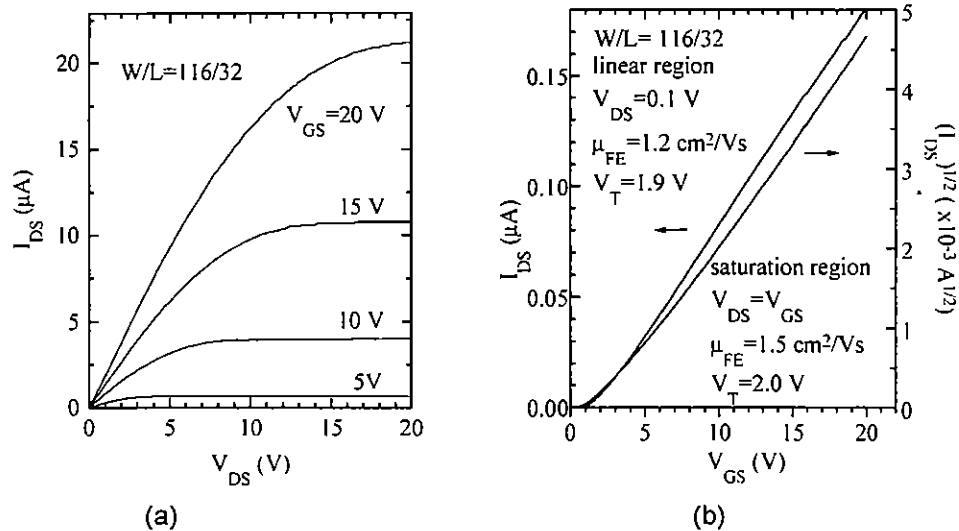 W/L=116/32
V_GS=20 V
15 V
10 V
5V
20
15
10
5
0
I_DS (μA)
0 5 10 15 20
V_DS (V)
(a)
W/L= 116/32
linear region
V_DS=0.1 V
μ_FE=1.2 cm²/Vs
V_T=1.9 V
saturation region
V_DS=V_GS
μ_FE=1.5 cm²/Vs
V_T=2.0 V
0.15
0.10
0.05
0.00
I_DS (μA)
5
4
3
2
1
0
(I_DS)^1/2 (x10-3 A^1/2)
0 5 10 15 20
V_GS (V)
(b)